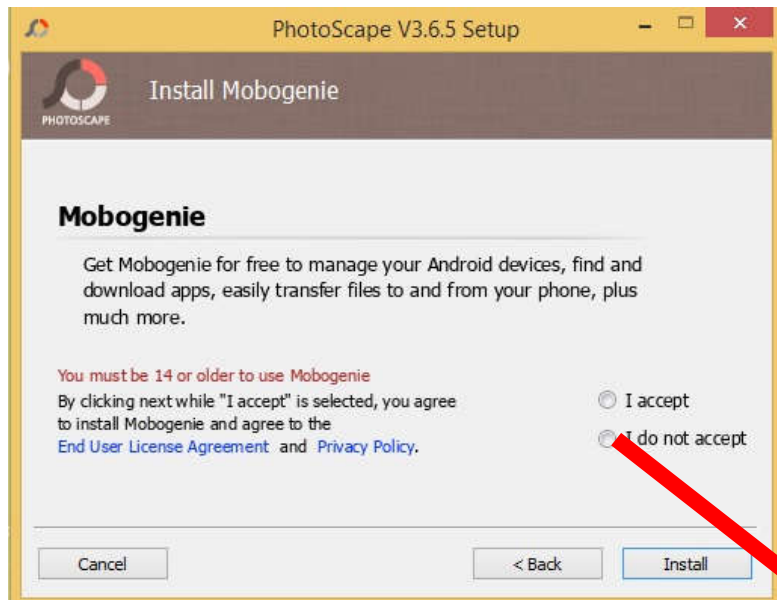 PhotoScape V3.6.5 Setup
PHOTOSCAPE
Install Mobogenie
Mobogenie
Get Mobogenie for free to manage your Android devices, find and
download apps, easily transfer files to and from your phone, plus
much more.
You must be 14 or older to use Mobogenie
By clicking next while "I accept" is selected, you agree
to install Mobogenie and agree to the
End User License Agreement and Privacy Policy.
I accept
I do not accept
Cancel
< Back
Install